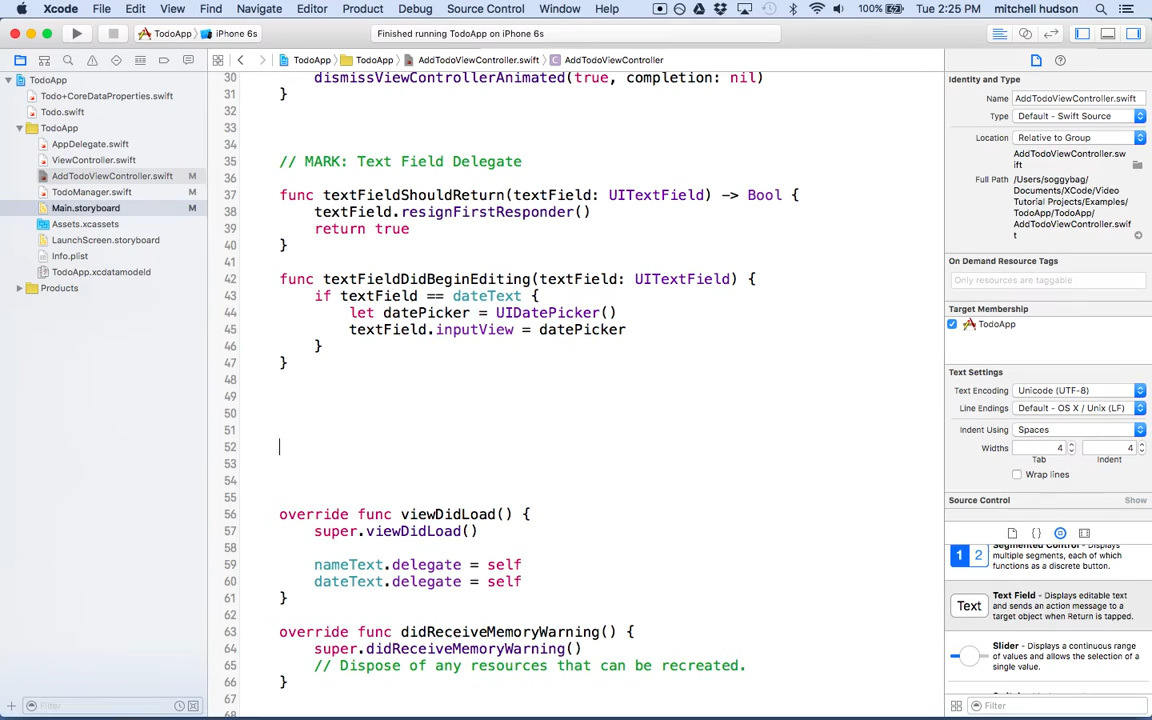 Xcode File Edit View Find Navigate Editor Product Debug Source Control Window Help 100% Tue 2:25 PM mitchell hudson
TodoApp iPhone 6s Finished running TodoApp on iPhone 6s
TodoApp TodoApp AddTodoViewController.swift AddTodoViewController
TodoApp
Todo+CoreDataProperties.swift
Todo.swift
TodoApp
AppDelegate.swift
ViewController.swift
AddTodoViewController.swift M
TodoManager.swift M
Main.storyboard M
Assets.xcassets
LaunchScreen.storyboard
Info.plist
TodoApp.xcdatamodeld
Products
Filter
30 dismissViewControllerAnimated(true, completion: nil)
31 }
32
33
34
35 // MARK: Text Field Delegate
36
37 func textFieldShouldReturn(textField: UITextField) -> Bool {
38 textField.resignFirstResponder()
39 return true
40 }
41
42 func textFieldDidBeginEditing(textField: UITextField) {
43 if textField == dateText {
44 let datePicker = UIDatePicker()
45 textField.inputView = datePicker
46 }
47 }
48
49
50
51
52
53
54
55
56 override func viewDidLoad() {
57 super.viewDidLoad()
58
59 nameText.delegate = self
60 dateText.delegate = self
61 }
62
63 override func didReceiveMemoryWarning() {
64 super.didReceiveMemoryWarning()
65 // Dispose of any resources that can be recreated.
66 }
67
68
Identity and Type
Name AddTodoViewController.swift
Type Default - Swift Source
Location Relative to Group
AddTodoViewController.sw
ift
Full Path /Users/soggybag/
Documents/XCode/Video
Tutorial Projects/Examples/
TodoApp/TodoApp/
AddTodoViewController.swif
t
On Demand Resource Tags
Only resources are taggable
Target Membership
TodoApp
Text Settings
Text Encoding Unicode (UTF-8)
Line Endings Default - OS X / Unix (LF)
Indent Using Spaces
Widths 4 4
Tab Indent
Wrap lines
Source Control Show
{ }
1 2 Segmented Control - Displays
multiple segments, each of which
functions as a discrete button.
Text Text Field - Displays editable text
and sends an action message to a
target object when Return is tapped.
Slider - Displays a continuous range
of values and allows the selection of a
single value.
Filter